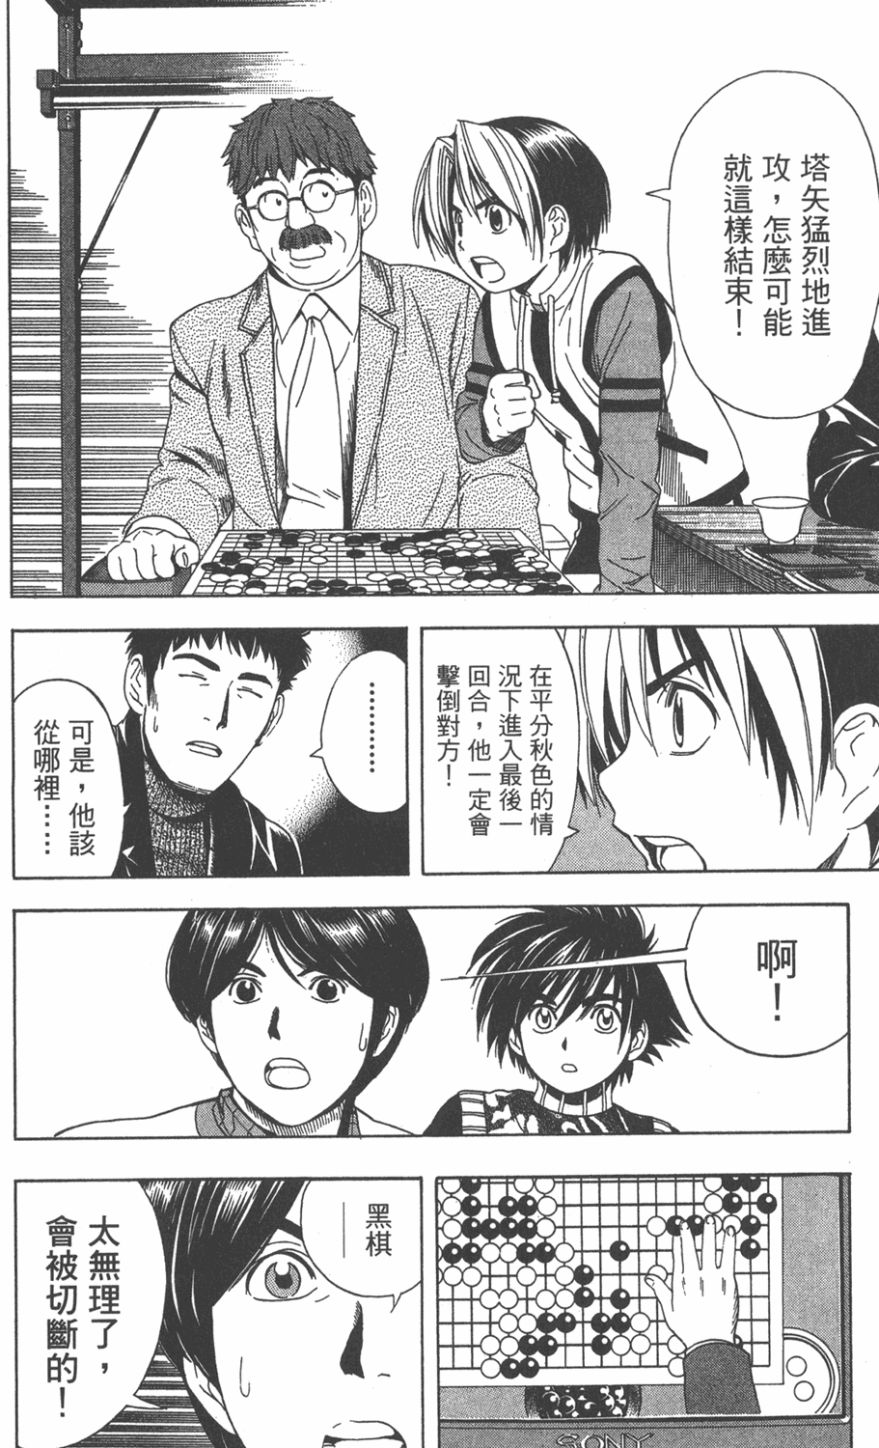 塔矢猛烈地進
攻，怎麼可能
就這樣結束！
在平分秋色的情
況下進入最後一
回合，他一定會
擊倒對方！
⋯⋯⋯
可是，他該
從哪裡⋯⋯
啊！
黑棋
——
太無理了，
會被切斷的！
SONY